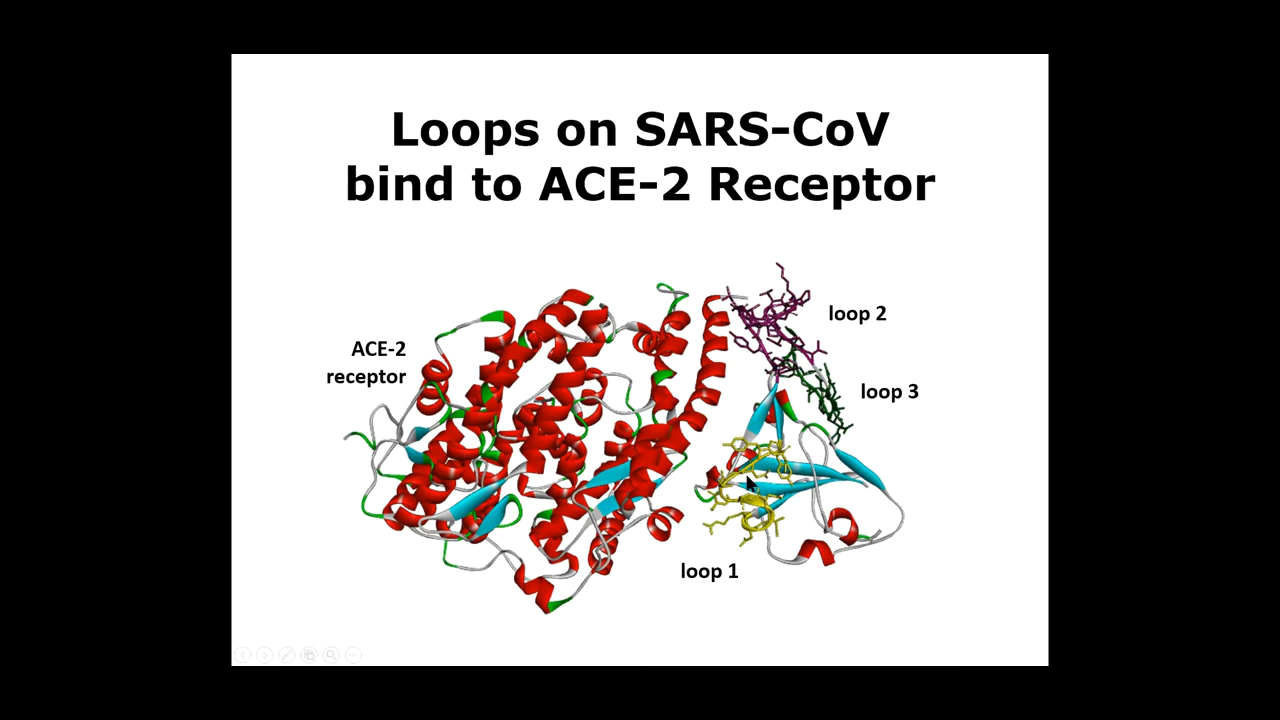 Loops on SARS-CoV
bind to ACE-2 Receptor
loop 2
ACE-2
receptor
loop 3
loop 1